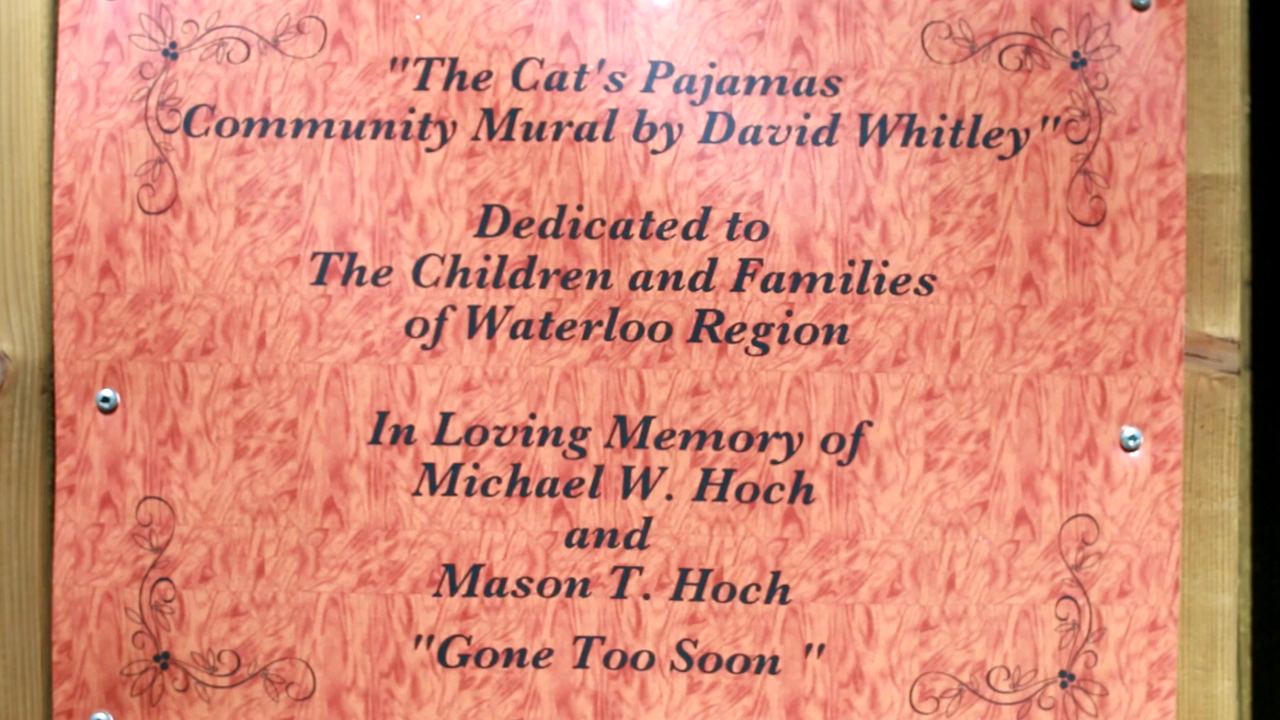 "The Cat's Pajamas
Community Mural by David Whitley"
Dedicated to
The Children and Families
of Waterloo Region
In Loving Memory of
Michael W. Hoch
and
Mason T. Hoch
"Gone Too Soon "